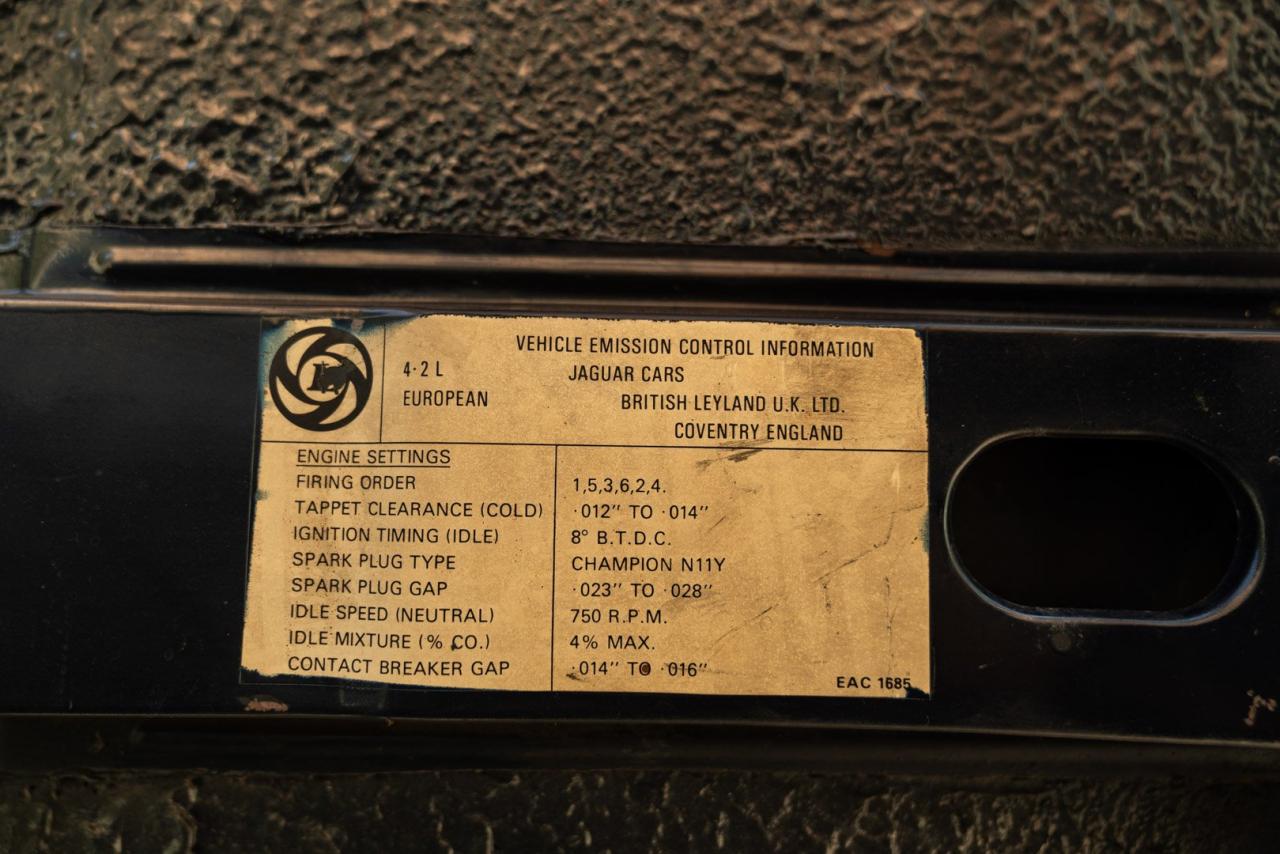 VEHICLE EMISSION CONTROL INFORMATION
4·2 L JAGUAR CARS
EUROPEAN BRITISH LEYLAND U.K. LTD.
COVENTRY ENGLAND
ENGINE SETTINGS
FIRING ORDER 1,5,3,6,2,4.
TAPPET CLEARANCE (COLD) ·012" TO ·014"
IGNITION TIMING (IDLE) 8° B.T.D.C.
SPARK PLUG TYPE CHAMPION N11Y
SPARK PLUG GAP ·023" TO ·028"
IDLE SPEED (NEUTRAL) 750 R.P.M.
IDLE MIXTURE (% CO.) 4% MAX.
CONTACT BREAKER GAP ·014" TO ·016"
EAC 1685